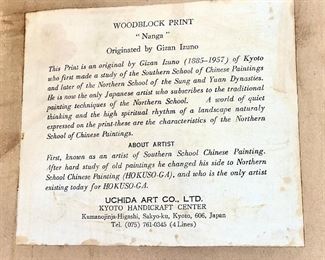 WOODBLOCK PRINT
"Nanga"
Originated by Gizan Izuno
This Print is an original by Gizan Izuno (1885-1957) of Kyoto
who first made a study of the Southern School of Chinese Paintings
and later of the Northern School of the Sung and Yuan Dynasties.
He is now the only Japanese artist who subscribes to the traditional
painting techniques of the Northern School. A world of quiet
thinking and the high spiritual rhythm of a landscape naturally
expressed on the print-these are the characteristics of the Northern
School of Chinese Paintings.
ABOUT ARTIST
First, known as an artist of Southern School Chinese Painting.
After hard study of old paintings he changed his side to Northern
School Chinese Painting (HOKUSO-GA), and who is the only artist
existing today for HOKUSO-GA.
UCHIDA ART CO., LTD.
KYOTO HANDICRAFT CENTER
Kumanojinja-Higashi, Sakyo-ku, Kyoto, 606, Japan
Tel. (075) 761-0345 (4 Lines)